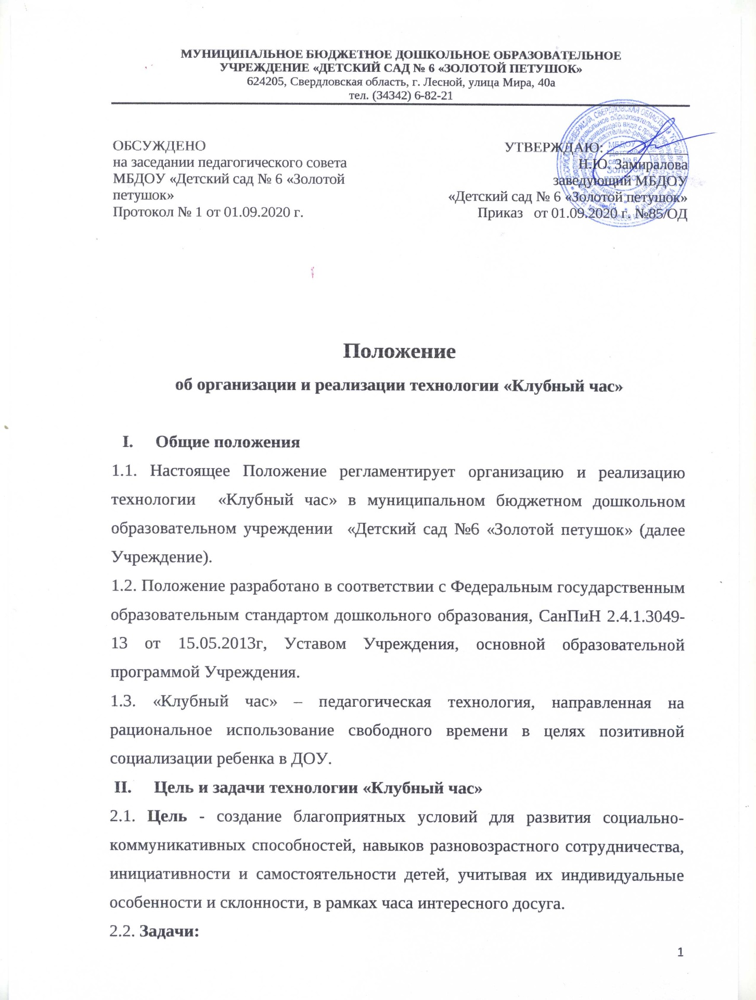 МУНИЦИПАЛЬНОЕ БЮДЖЕТНОЕ ДОШКОЛЬНОЕ ОБРАЗОВАТЕЛЬНОЕ
УЧРЕЖДЕНИЕ «ДЕТСКИЙ САД № 6 «ЗОЛОТОЙ ПЕТУШОК»
624205, Свердловская область, г. Лесной, улица Мира, 40а
тел. (34342) 6-82-21
ОБСУЖДЕНО
на заседании педагогического совета
МБДОУ «Детский сад № 6 «Золотой
петушок»
Протокол № 1 от 01.09.2020 г.
УТВЕРЖДАЮ:
Н.Ю. Замиралова
заведующий МБДОУ
«Детский сад № 6 «Золотой петушок»
Приказ от 01.09.2020 г. №85/ОД
Положение
об организации и реализации технологии «Клубный час»
I. Общие положения
1.1. Настоящее Положение регламентирует организацию и реализацию
технологии «Клубный час» в муниципальном бюджетном дошкольном
образовательном учреждении «Детский сад №6 «Золотой петушок» (далее
Учреждение).
1.2. Положение разработано в соответствии с Федеральным государственным
образовательным стандартом дошкольного образования, СанПиН 2.4.1.3049-
13 от 15.05.2013г, Уставом Учреждения, основной образовательной
программой Учреждения.
1.3. «Клубный час» – педагогическая технология, направленная на
рациональное использование свободного времени в целях позитивной
социализации ребенка в ДОУ.
II. Цель и задачи технологии «Клубный час»
2.1. Цель - создание благоприятных условий для развития социально-
коммуникативных способностей, навыков разновозрастного сотрудничества,
инициативности и самостоятельности детей, учитывая их индивидуальные
особенности и склонности, в рамках часа интересного досуга.
2.2. Задачи:
1